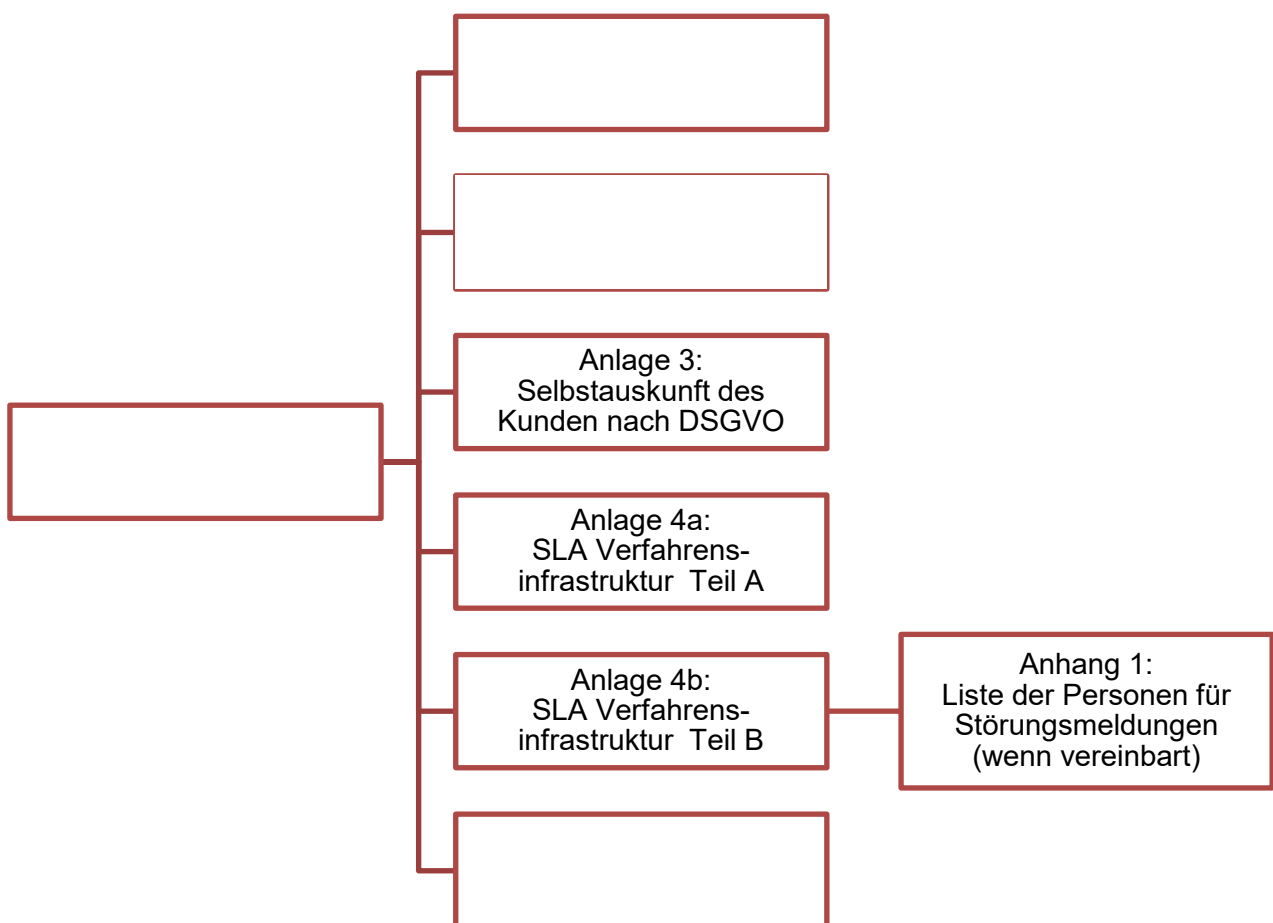 Anlage 3:
Selbstauskunft des
Kunden nach DSGVO
Anlage 4a:
SLA Verfahrens-
infrastruktur Teil A
Anlage 4b:
SLA Verfahrens-
infrastruktur Teil B
Anhang 1:
Liste der Personen für
Störungsmeldungen
(wenn vereinbart)